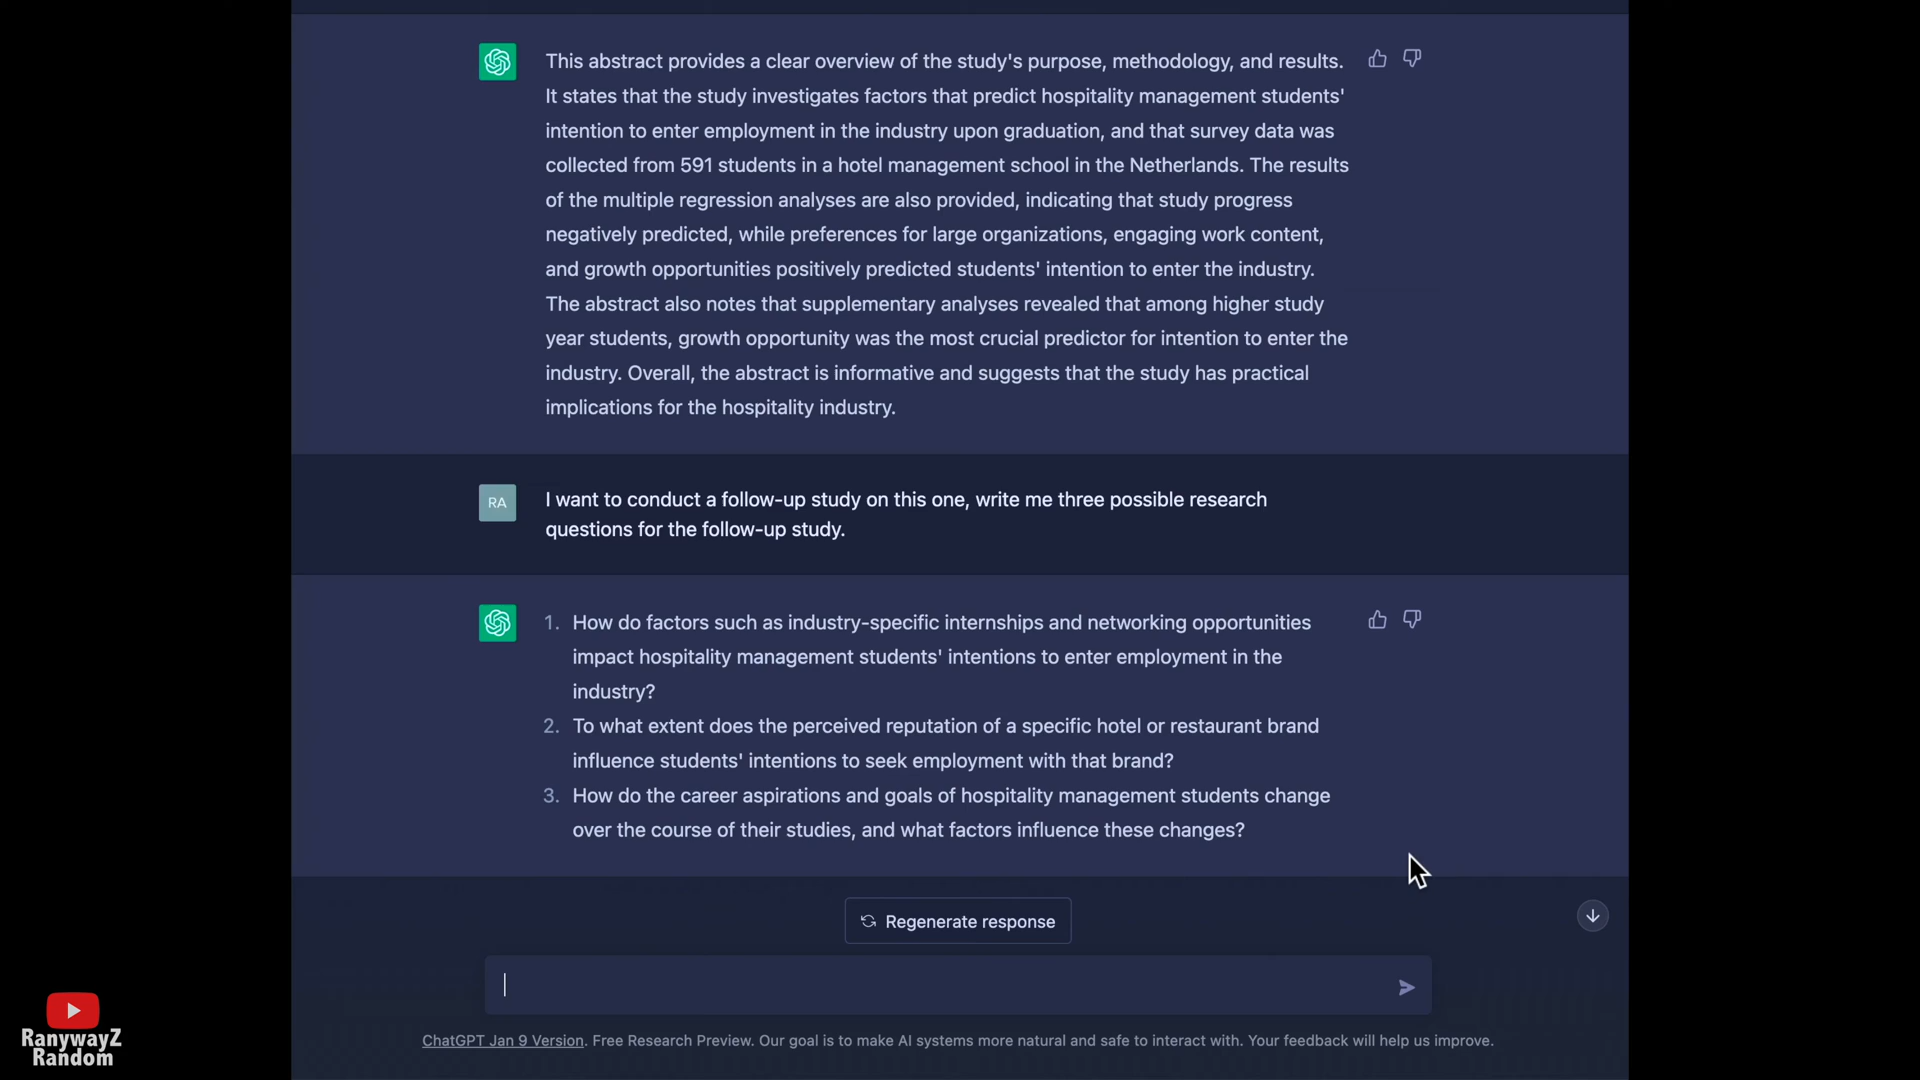 This abstract provides a clear overview of the study's purpose, methodology, and results.
It states that the study investigates factors that predict hospitality management students'
intention to enter employment in the industry upon graduation, and that survey data was
collected from 591 students in a hotel management school in the Netherlands. The results
of the multiple regression analyses are also provided, indicating that study progress
negatively predicted, while preferences for large organizations, engaging work content,
and growth opportunities positively predicted students' intention to enter the industry.
The abstract also notes that supplementary analyses revealed that among higher study
year students, growth opportunity was the most crucial predictor for intention to enter the
industry. Overall, the abstract is informative and suggests that the study has practical
implications for the hospitality industry.
RA
I want to conduct a follow-up study on this one, write me three possible research
questions for the follow-up study.
1. How do factors such as industry-specific internships and networking opportunities
impact hospitality management students' intentions to enter employment in the
industry?
2. To what extent does the perceived reputation of a specific hotel or restaurant brand
influence students' intentions to seek employment with that brand?
3. How do the career aspirations and goals of hospitality management students change
over the course of their studies, and what factors influence these changes?
Regenerate response
ChatGPT Jan 9 Version. Free Research Preview. Our goal is to make AI systems more natural and safe to interact with. Your feedback will help us improve.
RanywayZ
Random